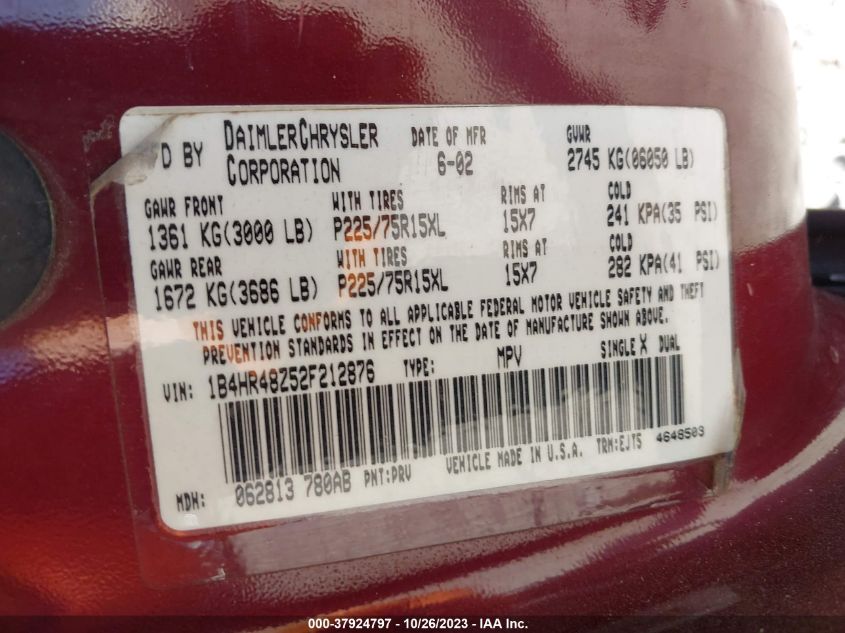 D BY DAIMLERCHRYSLER CORPORATION DATE OF MFR 6-02 GVWR 2745 KG(06050 LB)
GAWR FRONT WITH TIRES RIMS AT COLD
1361 KG(3000 LB) P225/75R15XL 15X7 241 KPA(35 PSI)
GAWR REAR WITH TIRES RIMS AT COLD
1672 KG(3686 LB) P225/75R15XL 15X7 282 KPA(41 PSI)
THIS VEHICLE CONFORMS TO ALL APPLICABLE FEDERAL MOTOR VEHICLE SAFETY AND THEFT
PREVENTION STANDARDS IN EFFECT ON THE DATE OF MANUFACTURE SHOWN ABOVE.
VIN: 1B4HR48Z52F212876 TYPE: MPV SINGLE X DUAL
MDH: 062813 780AB PNT:PRV VEHICLE MADE IN U.S.A. TRM:EJT5 4648503
000-37924797 - 10/26/2023 - IAA Inc.